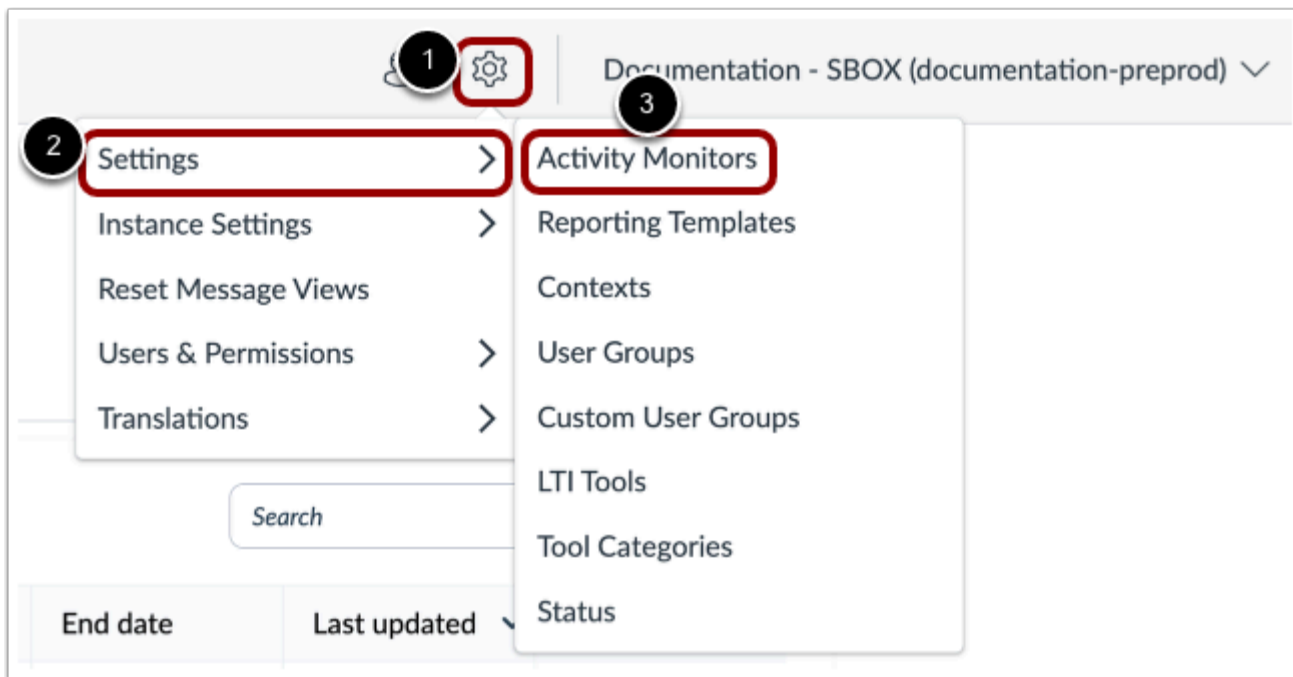 1
Documentation - SBOX (documentation-preprod)
3
2
Settings
Activity Monitors
Instance Settings
Reporting Templates
Reset Message Views
Contexts
Users & Permissions
User Groups
Translations
Custom User Groups
LTI Tools
Search
Tool Categories
End date
Last updated
Status